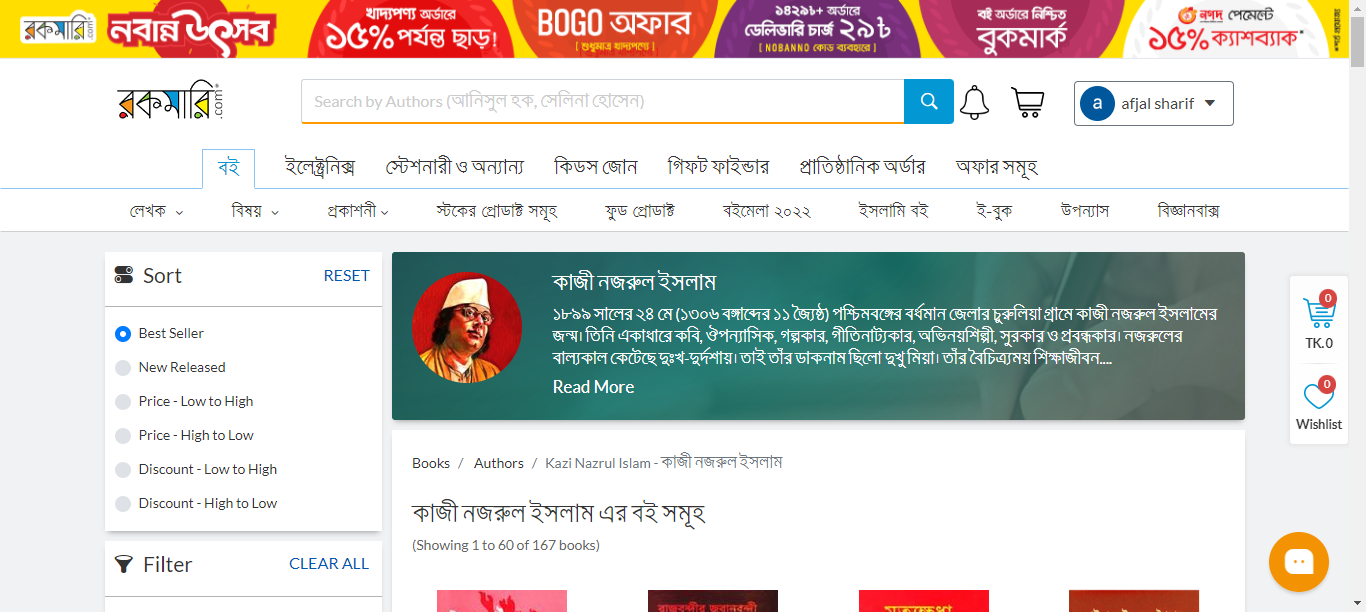 রকমারি.com
নবান্ন উৎসব
খাদ্যপণ্য অর্ডারে
১৫% পর্যন্ত ছাড়!
BOGO অফার
[ শুধুমাত্র খাদ্যপণ্যে ]
১৪২৯৳+ অর্ডারে
ডেলিভারি চার্জ ২৯৳
[ NOBANNO কোড ব্যবহারে ]
বই অর্ডারে নিশ্চিত
বুকমার্ক
নগদ পেমেন্টে
১৫% ক্যাশব্যাক*
রকমারি.com
Search by Authors (আনিসুল হক, সেলিনা হোসেন)
a afjal sharif
বই ইলেক্ট্রনিক্স স্টেশনারী ও অন্যান্য কিডস জোন গিফট ফাইন্ডার প্রাতিষ্ঠানিক অর্ডার অফার সমূহ
লেখক বিষয় প্রকাশনী স্টকের প্রোডাক্ট সমূহ ফুড প্রোডাক্ট বইমেলা ২০২২ ইসলামি বই ই-বুক উপন্যাস বিজ্ঞানবাক্স
Sort RESET
Best Seller
New Released
Price - Low to High
Price - High to Low
Discount - Low to High
Discount - High to Low
Filter CLEAR ALL
কাজী নজরুল ইসলাম
১৮৯৯ সালের ২৪ মে (১৩০৬ বঙ্গাব্দের ১১ জ্যৈষ্ঠ) পশ্চিমবঙ্গের বর্ধমান জেলার চুরুলিয়া গ্রামে কাজী নজরুল ইসলামের
জন্ম। তিনি একাধারে কবি, ঔপন্যাসিক, গল্পকার, গীতিনাট্যকার, অভিনয়শিল্পী, সুরকার ও প্রবন্ধকার। নজরুলের
বাল্যকাল কেটেছে দুঃখ-দুর্দশায়। তাই তাঁর ডাকনাম ছিলো দুখু মিয়া। তাঁর বৈচিত্র্যময় শিক্ষাজীবন....
Read More
Books / Authors / Kazi Nazrul Islam - কাজী নজরুল ইসলাম
কাজী নজরুল ইসলাম এর বই সমূহ
(Showing 1 to 60 of 167 books)
রাজবন্দীর জবানবন্দী
মৃত্যুক্ষুধা
0
TK.0
0
Wishlist